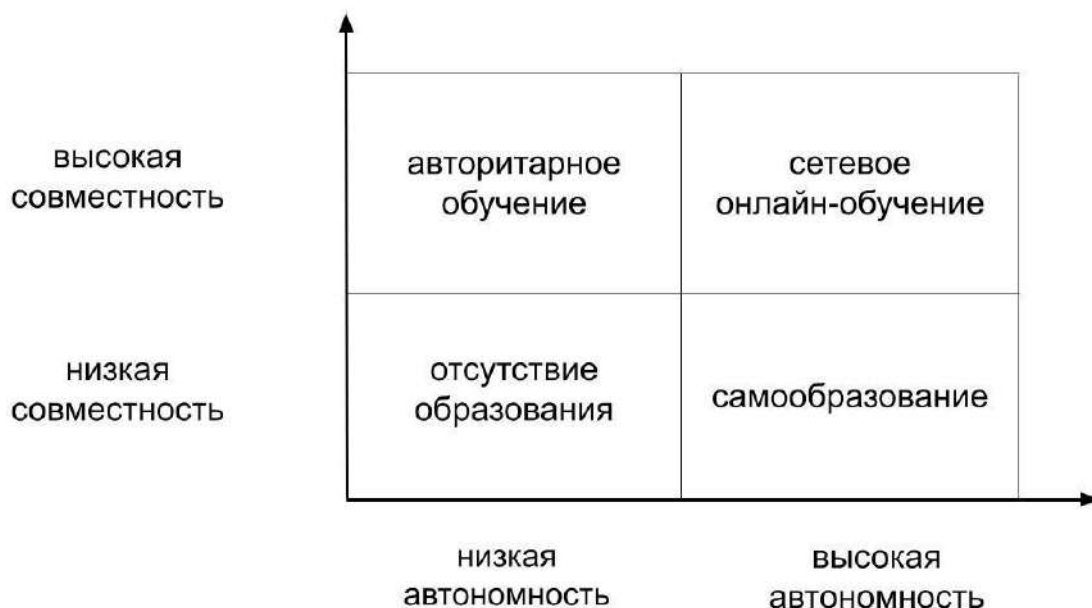 высокая
совместность
авторитарное
обучение
сетевое
онлайн-обучение
низкая
совместность
отсутствие
образования
самообразование
низкая
автономность
высокая
автономность